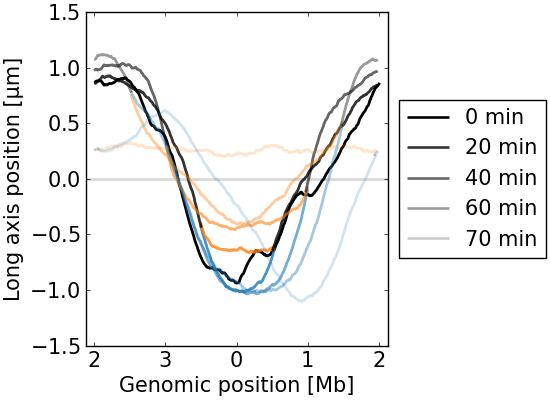 1.5
1.0
0.5
0.0
−0.5
−1.0
−1.5
Long axis position [μm]
2 3 0 1 2
Genomic position [Mb]
0 min
20 min
40 min
60 min
70 min